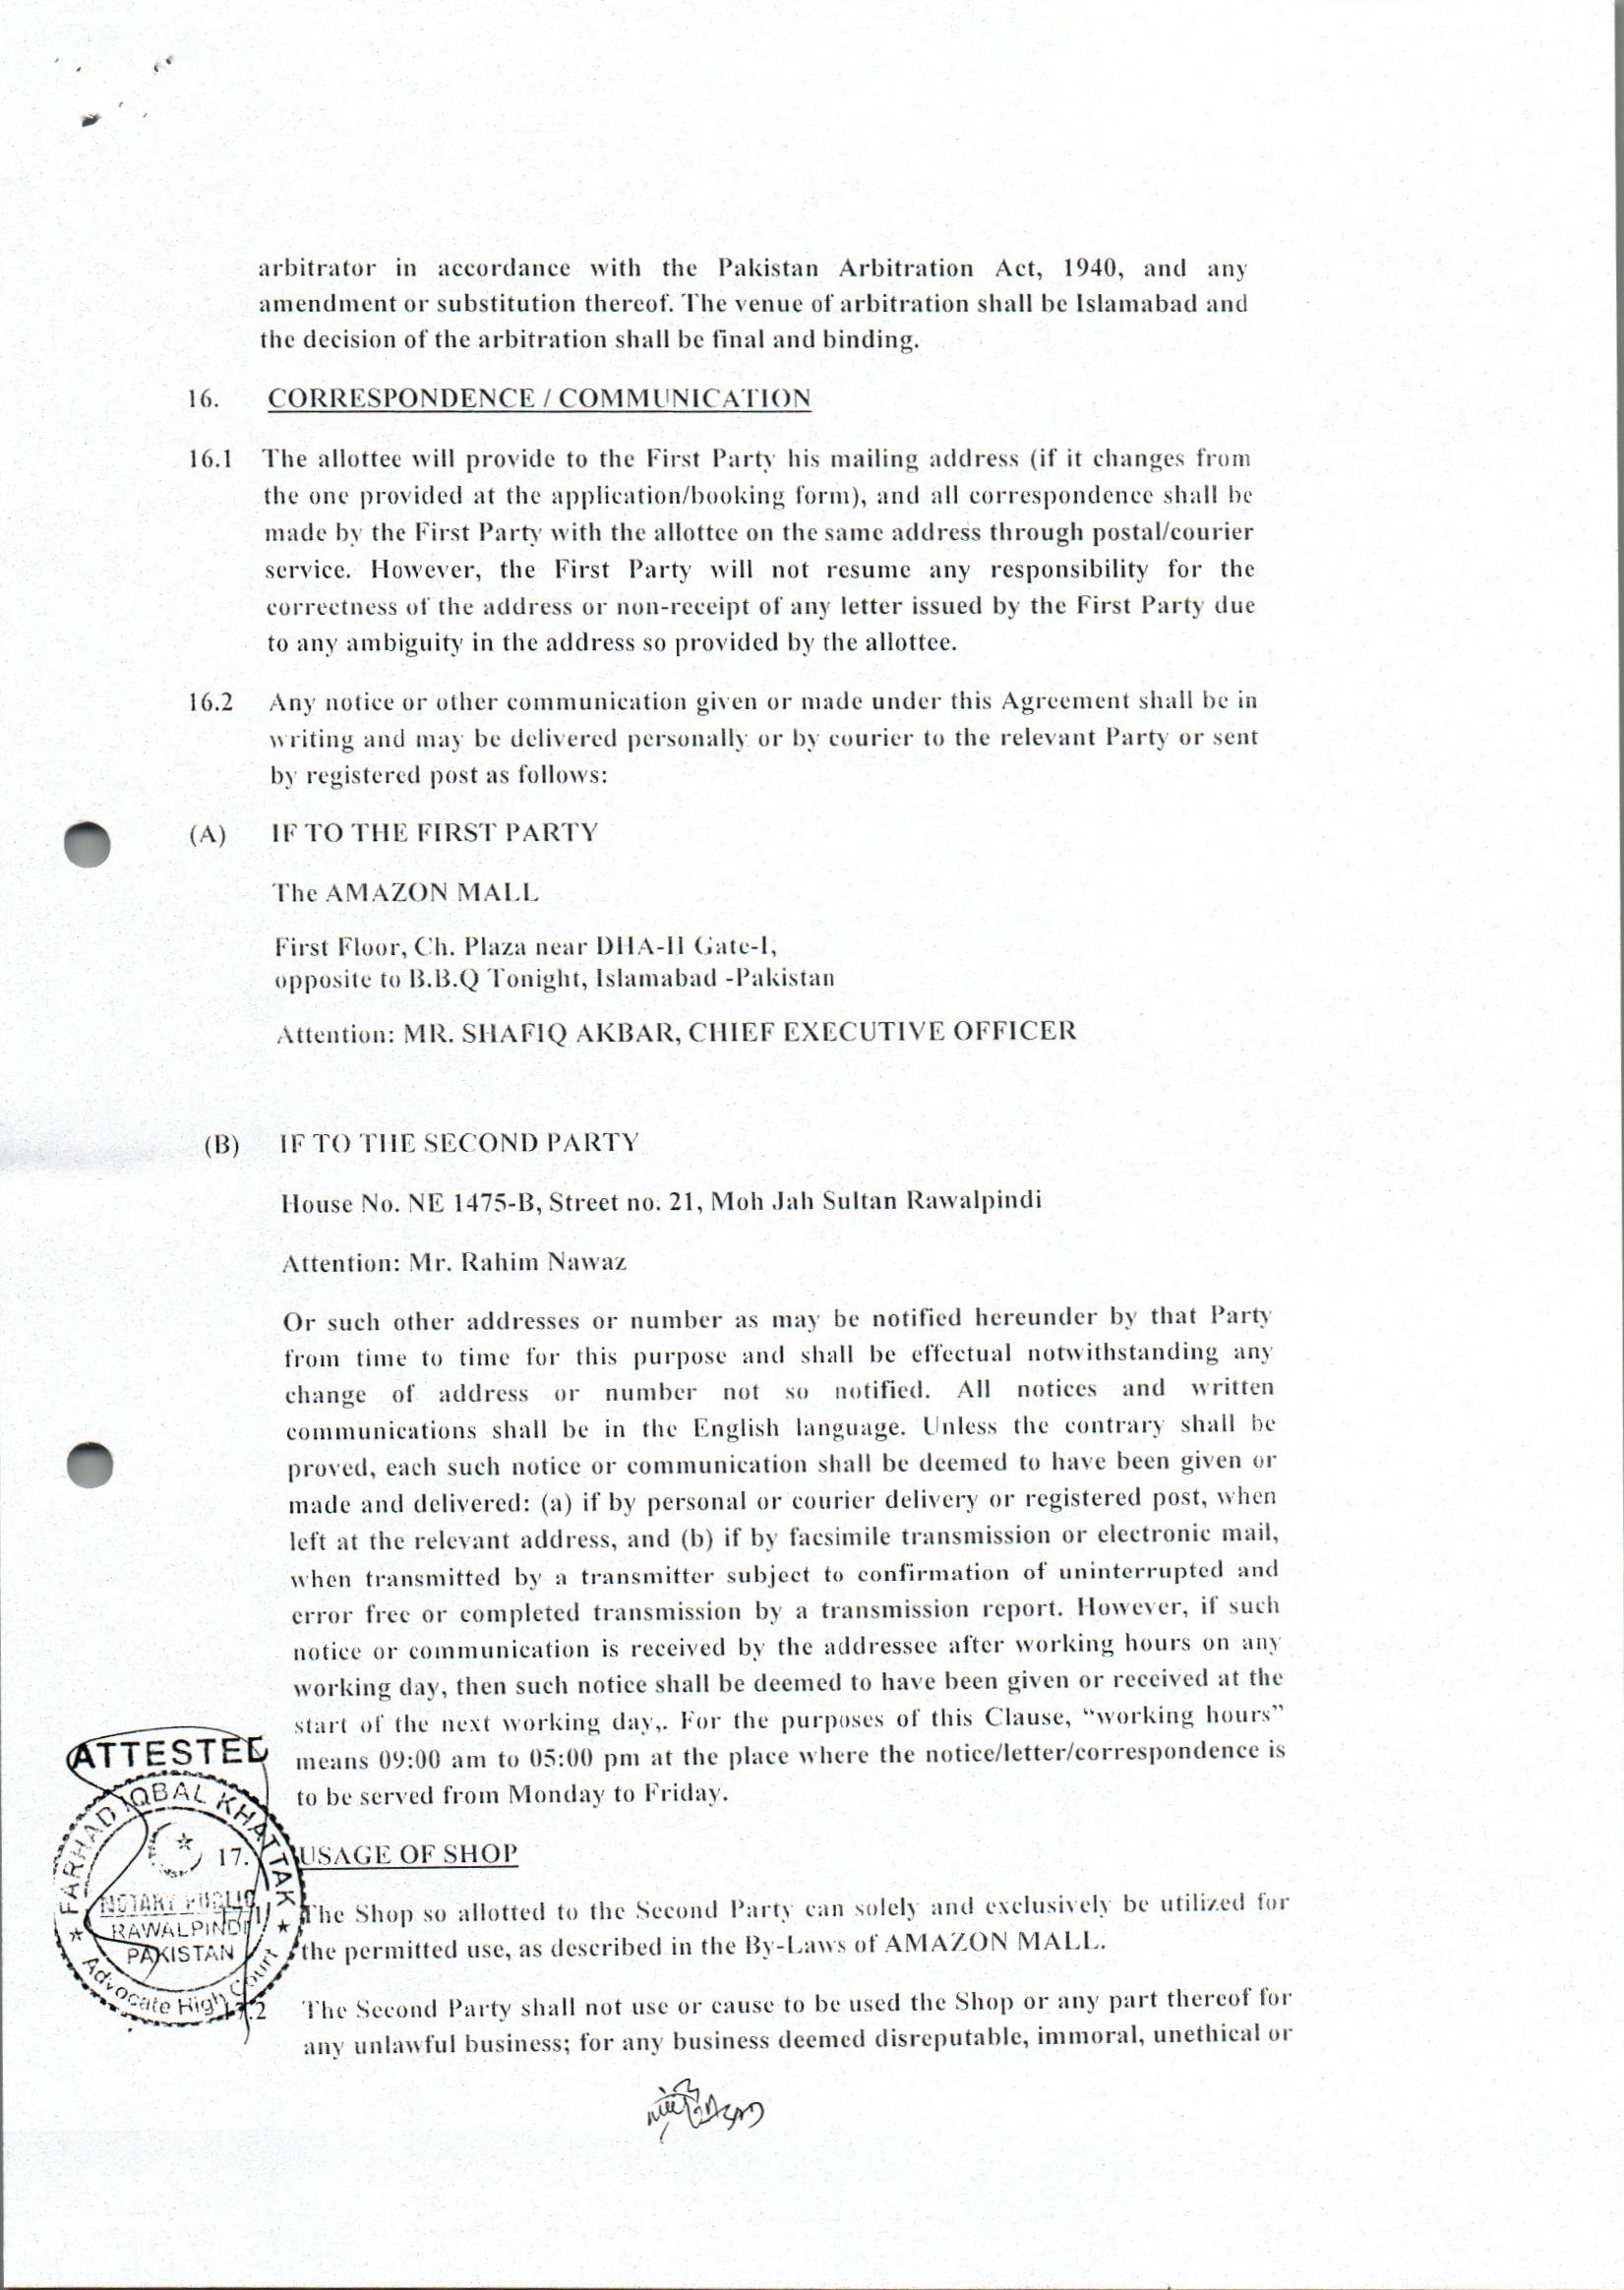 arbitrator in accordance with the Pakistan Arbitration Act, 1940, and any
amendment or substitution thereof. The venue of arbitration shall be Islamabad and
the decision of the arbitration shall be final and binding.
16. CORRESPONDENCE / COMMUNICATION
16.1 The allottee will provide to the First Party his mailing address (if it changes from
the one provided at the application/booking form), and all correspondence shall be
made by the First Party with the allottee on the same address through postal/courier
service. However, the First Party will not resume any responsibility for the
correctness of the address or non-receipt of any letter issued by the First Party due
to any ambiguity in the address so provided by the allottee.
16.2 Any notice or other communication given or made under this Agreement shall be in
writing and may be delivered personally or by courier to the relevant Party or sent
by registered post as follows:
(A) IF TO THE FIRST PARTY
The AMAZON MALL
First Floor, Ch. Plaza near DHA-II Gate-I,
opposite to B.B.Q Tonight, Islamabad -Pakistan
Attention: MR. SHAFIQ AKBAR, CHIEF EXECUTIVE OFFICER
(B) IF TO THE SECOND PARTY
House No. NE 1475-B, Street no. 21, Moh Jah Sultan Rawalpindi
Attention: Mr. Rahim Nawaz
Or such other addresses or number as may be notified hereunder by that Party
from time to time for this purpose and shall be effectual notwithstanding any
change of address or number not so notified. All notices and written
communications shall be in the English language. Unless the contrary shall be
proved, each such notice or communication shall be deemed to have been given or
made and delivered: (a) if by personal or courier delivery or registered post, when
left at the relevant address, and (b) if by facsimile transmission or electronic mail,
when transmitted by a transmitter subject to confirmation of uninterrupted and
error free or completed transmission by a transmission report. However, if such
notice or communication is received by the addressee after working hours on any
working day, then such notice shall be deemed to have been given or received at the
start of the next working day,. For the purposes of this Clause, “working hours”
means 09:00 am to 05:00 pm at the place where the notice/letter/correspondence is
to be served from Monday to Friday.
ATTESTED
FARHAD IQBAL KHATTAK
NOTARY PUBLIC
RAWALPINDI
PAKISTAN
Advocate High Court
17. USAGE OF SHOP
17.1 The Shop so allotted to the Second Party can solely and exclusively be utilized for
the permitted use, as described in the By-Laws of AMAZON MALL.
17.2 The Second Party shall not use or cause to be used the Shop or any part thereof for
any unlawful business; for any business deemed disreputable, immoral, unethical or